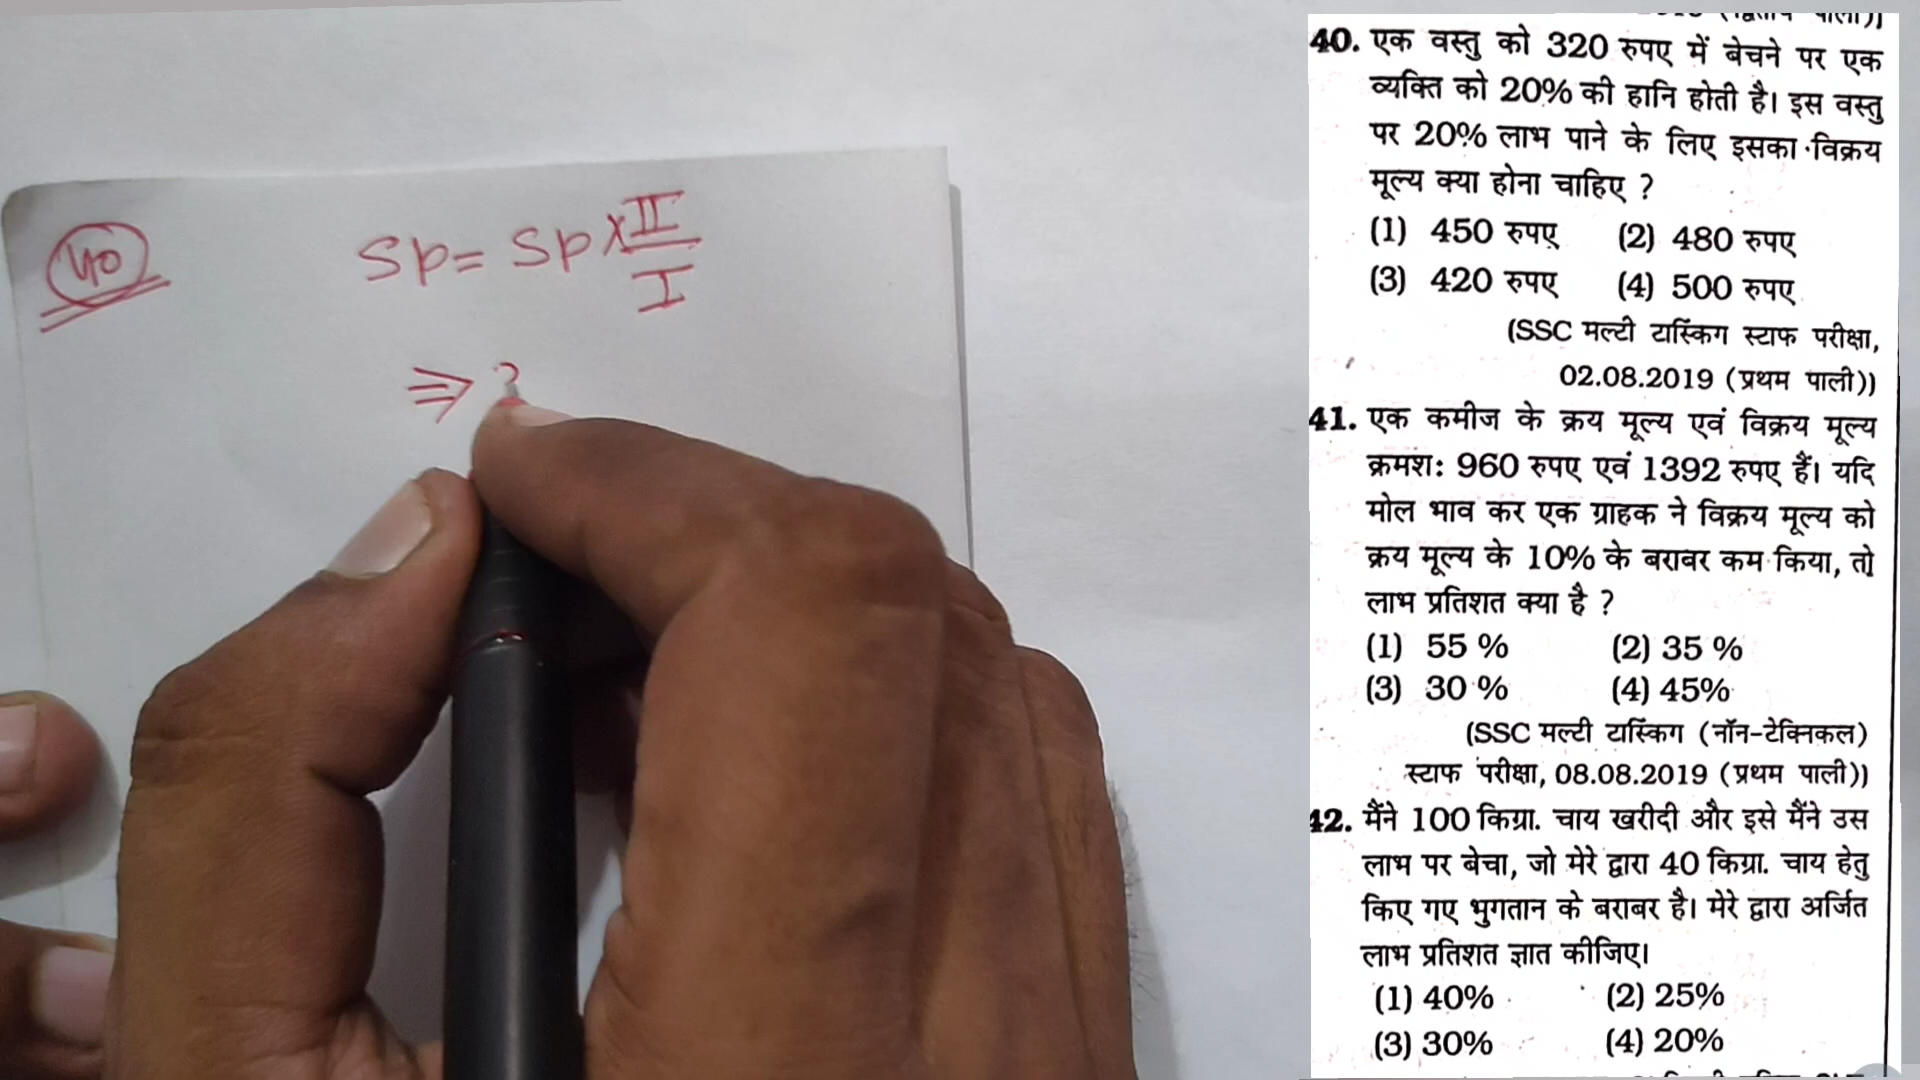 40
SP = SP × II / I
⇒ 3
40. एक वस्तु को 320 रुपए में बेचने पर एक
व्यक्ति को 20% की हानि होती है। इस वस्तु
पर 20% लाभ पाने के लिए इसका विक्रय
मूल्य क्या होना चाहिए ?
(1) 450 रुपए (2) 480 रुपए
(3) 420 रुपए (4) 500 रुपए
(SSC मल्टी टास्किंग स्टाफ परीक्षा,
02.08.2019 (प्रथम पाली))
41. एक कमीज के क्रय मूल्य एवं विक्रय मूल्य
क्रमश: 960 रुपए एवं 1392 रुपए हैं। यदि
मोल भाव कर एक ग्राहक ने विक्रय मूल्य को
क्रय मूल्य के 10% के बराबर कम किया, तो
लाभ प्रतिशत क्या है ?
(1) 55 % (2) 35 %
(3) 30 % (4) 45%
(SSC मल्टी टास्किंग (नॉन-टेक्निकल)
स्टाफ परीक्षा, 08.08.2019 (प्रथम पाली))
42. मैंने 100 किग्रा. चाय खरीदी और इसे मैंने उस
लाभ पर बेचा, जो मेरे द्वारा 40 किग्रा. चाय हेतु
किए गए भुगतान के बराबर है। मेरे द्वारा अर्जित
लाभ प्रतिशत ज्ञात कीजिए।
(1) 40% (2) 25%
(3) 30% (4) 20%